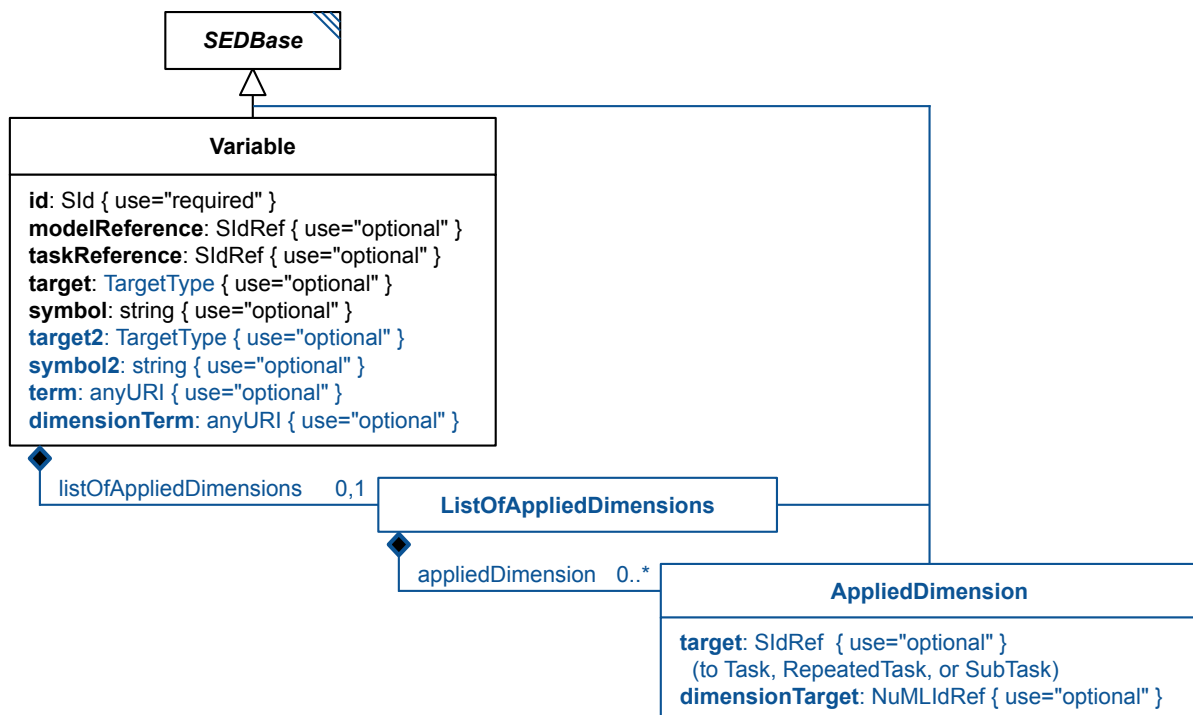 SEDBase
Variable
id: SId { use="required" }
modelReference: SIdRef { use="optional" }
taskReference: SIdRef { use="optional" }
target: TargetType { use="optional" }
symbol: string { use="optional" }
target2: TargetType { use="optional" }
symbol2: string { use="optional" }
term: anyURI { use="optional" }
dimensionTerm: anyURI { use="optional" }
listOfAppliedDimensions 0,1
ListOfAppliedDimensions
appliedDimension 0..*
AppliedDimension
target: SIdRef { use="optional" }
(to Task, RepeatedTask, or SubTask)
dimensionTarget: NuMLIdRef { use="optional" }